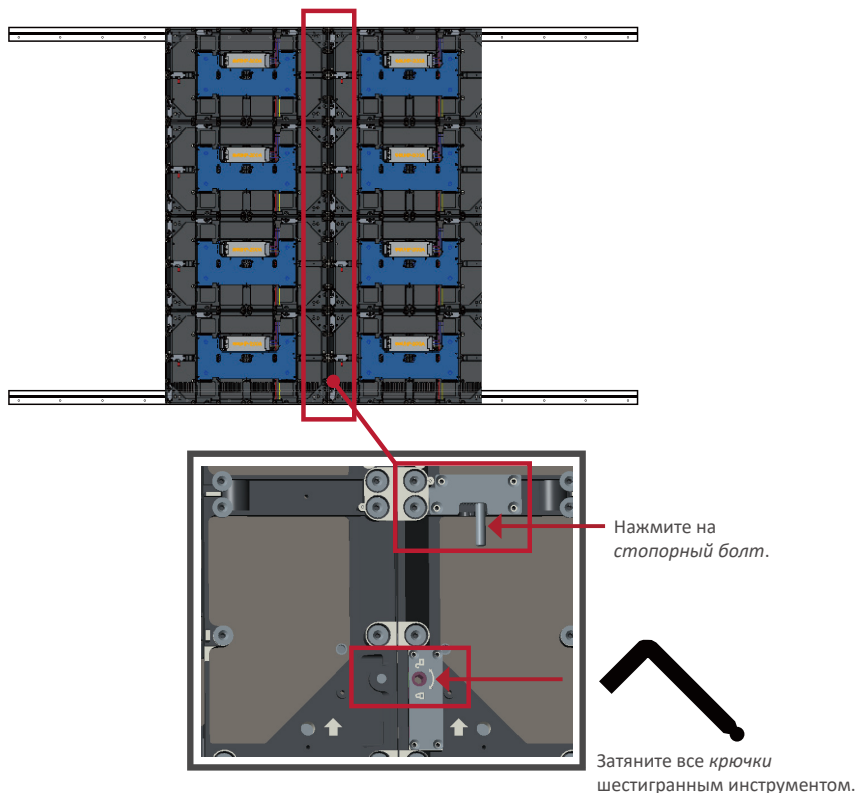 Нажмите на
стопорный болт.
Затяните все крючки
шестигранным инструментом.